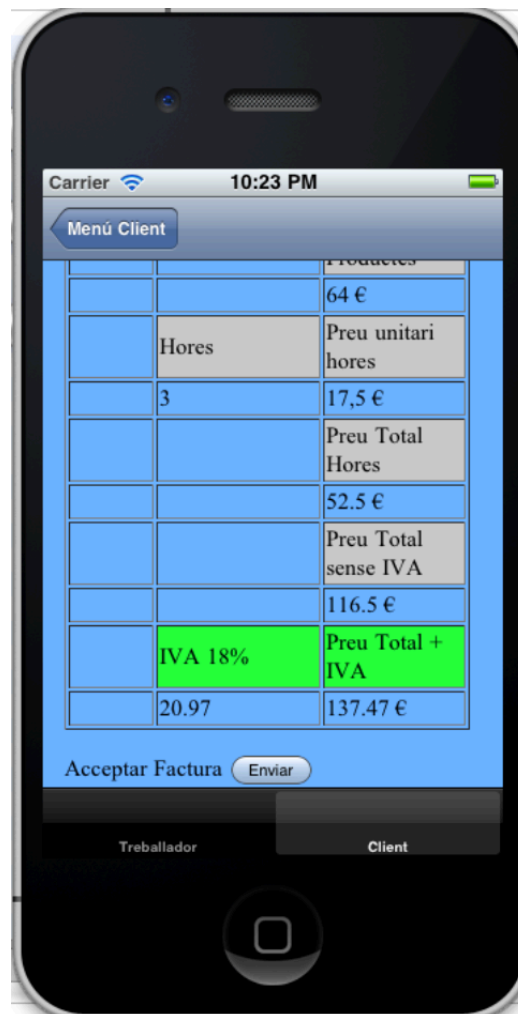 Carrier 10:23 PM
Menú Client
Productes
64 €
Hores Preu unitari
hores
3 17,5 €
Preu Total
Hores
52.5 €
Preu Total
sense IVA
116.5 €
IVA 18% Preu Total +
IVA
20.97 137.47 €
Acceptar Factura Enviar
Treballador Client